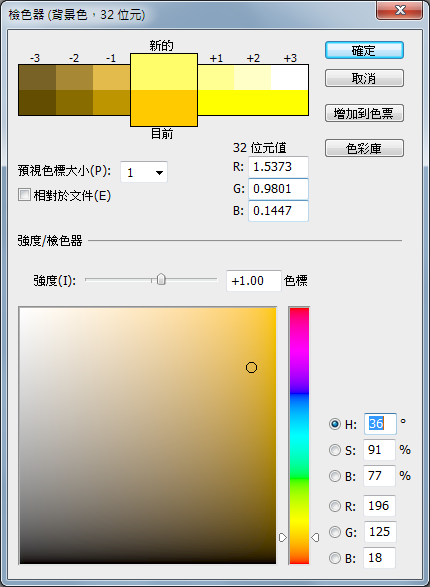 檢色器 (背景色，32 位元)
新的
-3 -2 -1 +1 +2 +3
目前
確定
取消
增加到色票
色彩庫
32 位元值
R: 1.5373
G: 0.9801
B: 0.1447
預視色標大小(P): 1
相對於文件(E)
強度/檢色器
強度(I): +1.00 色標
H: 36 °
S: 91 %
B: 77 %
R: 196
G: 125
B: 18